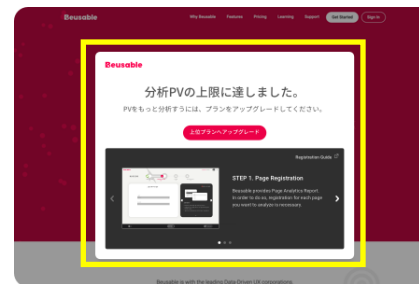 Beusable
Why Beusable Features Pricing Learning Support Get Started Sign In
Beusable
分析PVの上限に達しました。
PVをもっと分析すうには、プランをアップグレードしてください。
上位プランへアップグレード
Registration Guide
STEP 1. Page Registration
Beusable provides Page Analytics Report.
In order to do so, registration for each page
you want to analyze is necessary.
Beusable is with the leading Data-Driven UX corporations